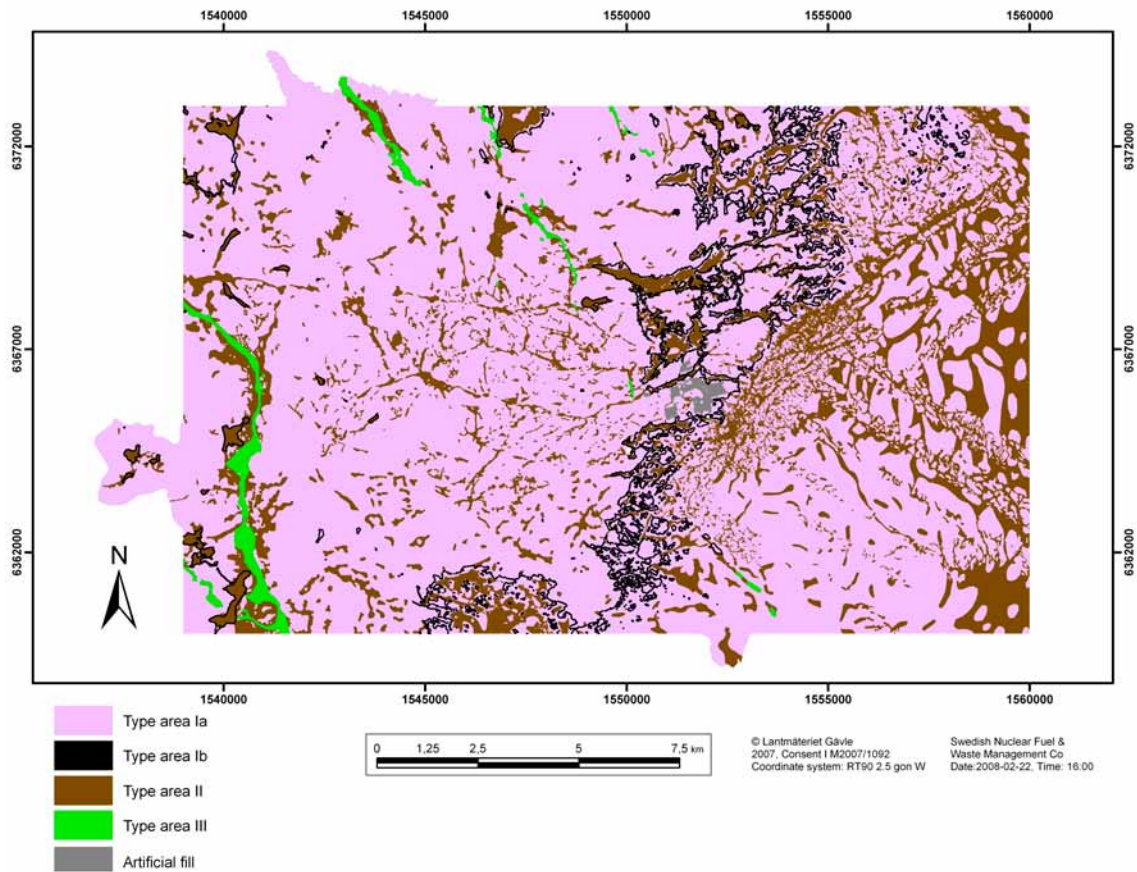 1540000 1545000 1550000 1555000 1560000
6372000 6372000
6367000 6367000
6362000 6362000
N
1540000 1545000 1550000 1555000 1560000
Type area Ia
Type area Ib
Type area II
Type area III
Artificial fill
0 1,25 2,5 5 7,5 km
© Lantmäteriet Gävle
2007, Consent I M2007/1092
Coordinate system: RT90 2.5 gon W
Swedish Nuclear Fuel &
Waste Management Co
Date:2008-02-22, Time: 16:00